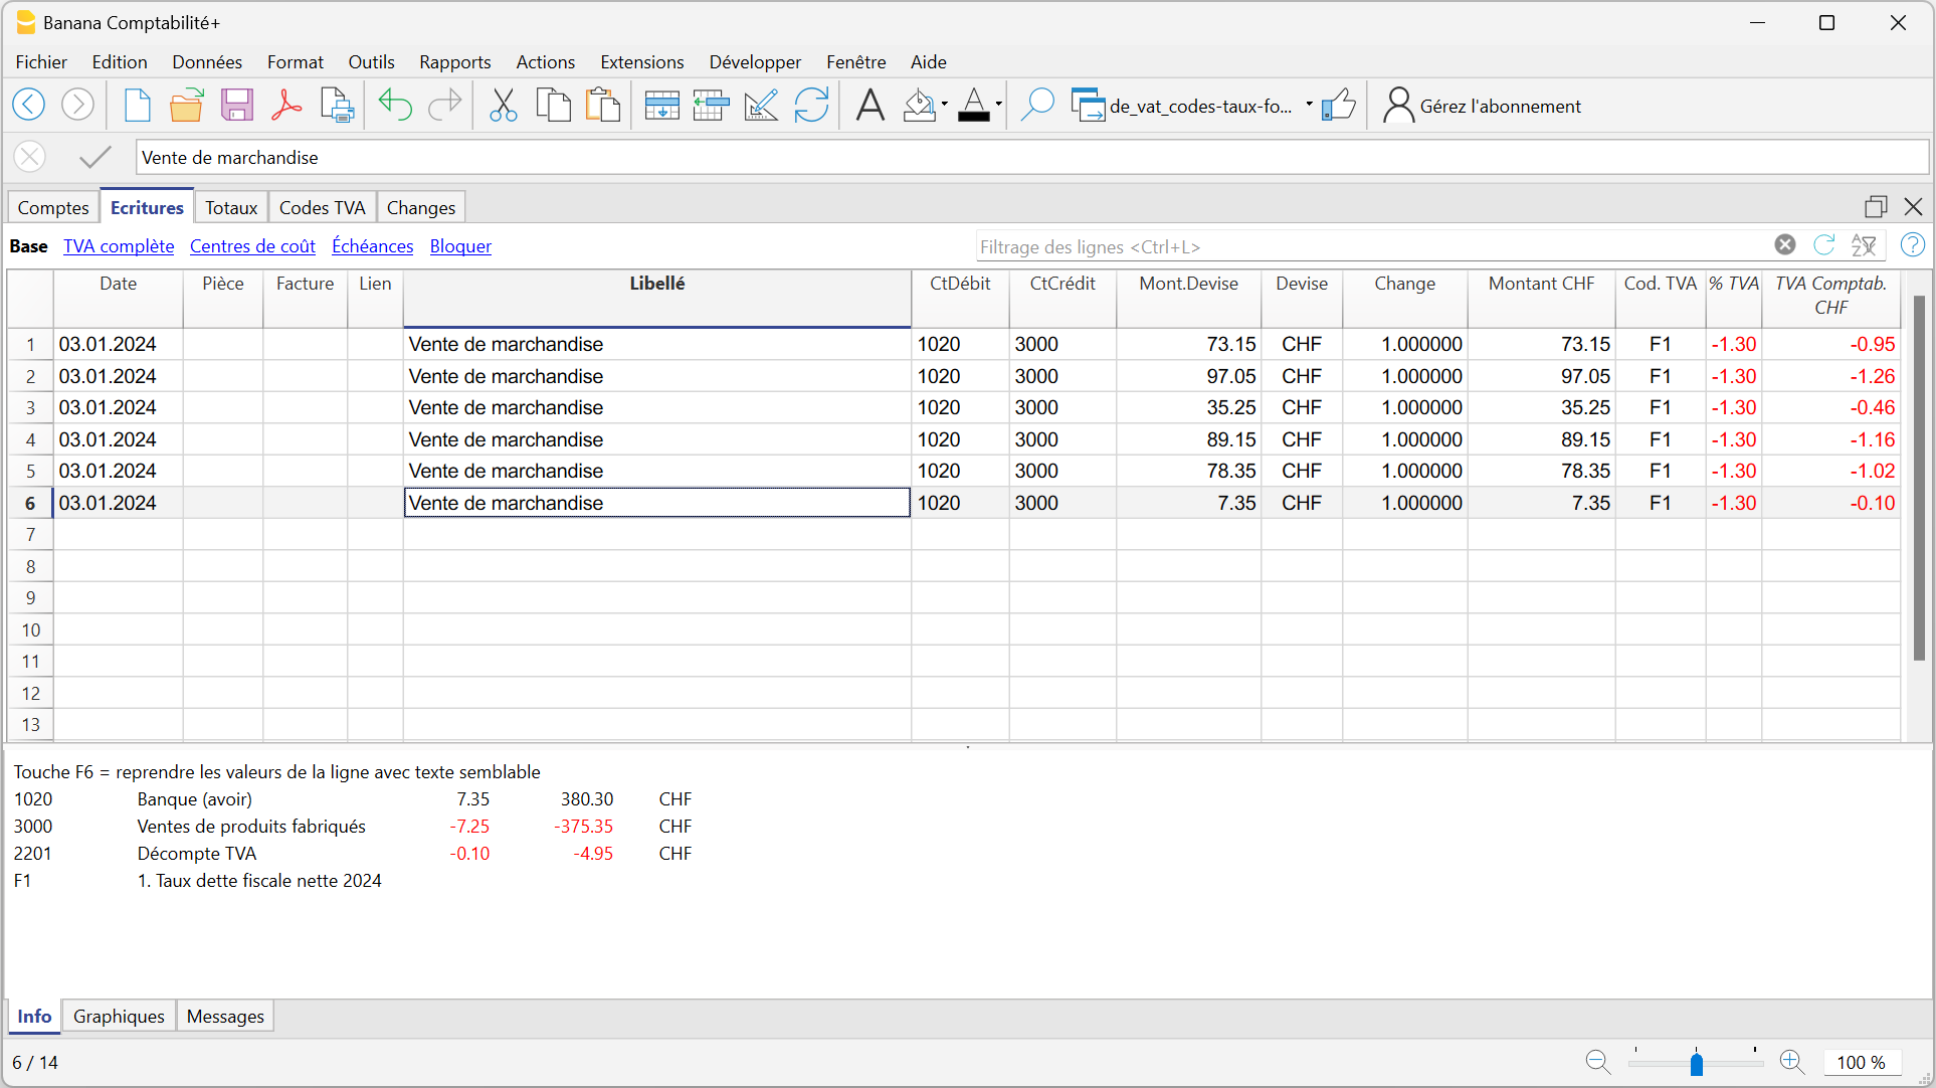 Banana Comptabilité+
Fichier Edition Données Format Outils Rapports Actions Extensions Développer Fenêtre Aide
de_vat_codes-taux-fo... Gérez l'abonnement
Vente de marchandise
Comptes Ecritures Totaux Codes TVA Changes
Base TVA complète Centres de coût Échéances Bloquer Filtrage des lignes <Ctrl+L>
Date Pièce Facture Lien Libellé CtDébit CtCrédit Mont.Devise Devise Change Montant CHF Cod. TVA % TVA TVA Comptab. CHF
1 03.01.2024 Vente de marchandise 1020 3000 73.15 CHF 1.000000 73.15 F1 -1.30 -0.95
2 03.01.2024 Vente de marchandise 1020 3000 97.05 CHF 1.000000 97.05 F1 -1.30 -1.26
3 03.01.2024 Vente de marchandise 1020 3000 35.25 CHF 1.000000 35.25 F1 -1.30 -0.46
4 03.01.2024 Vente de marchandise 1020 3000 89.15 CHF 1.000000 89.15 F1 -1.30 -1.16
5 03.01.2024 Vente de marchandise 1020 3000 78.35 CHF 1.000000 78.35 F1 -1.30 -1.02
6 03.01.2024 Vente de marchandise 1020 3000 7.35 CHF 1.000000 7.35 F1 -1.30 -0.10
7
8
9
10
11
12
13
Touche F6 = reprendre les valeurs de la ligne avec texte semblable
1020 Banque (avoir) 7.35 380.30 CHF
3000 Ventes de produits fabriqués -7.25 -375.35 CHF
2201 Décompte TVA -0.10 -4.95 CHF
F1 1. Taux dette fiscale nette 2024
Info Graphiques Messages
6 / 14 100 %